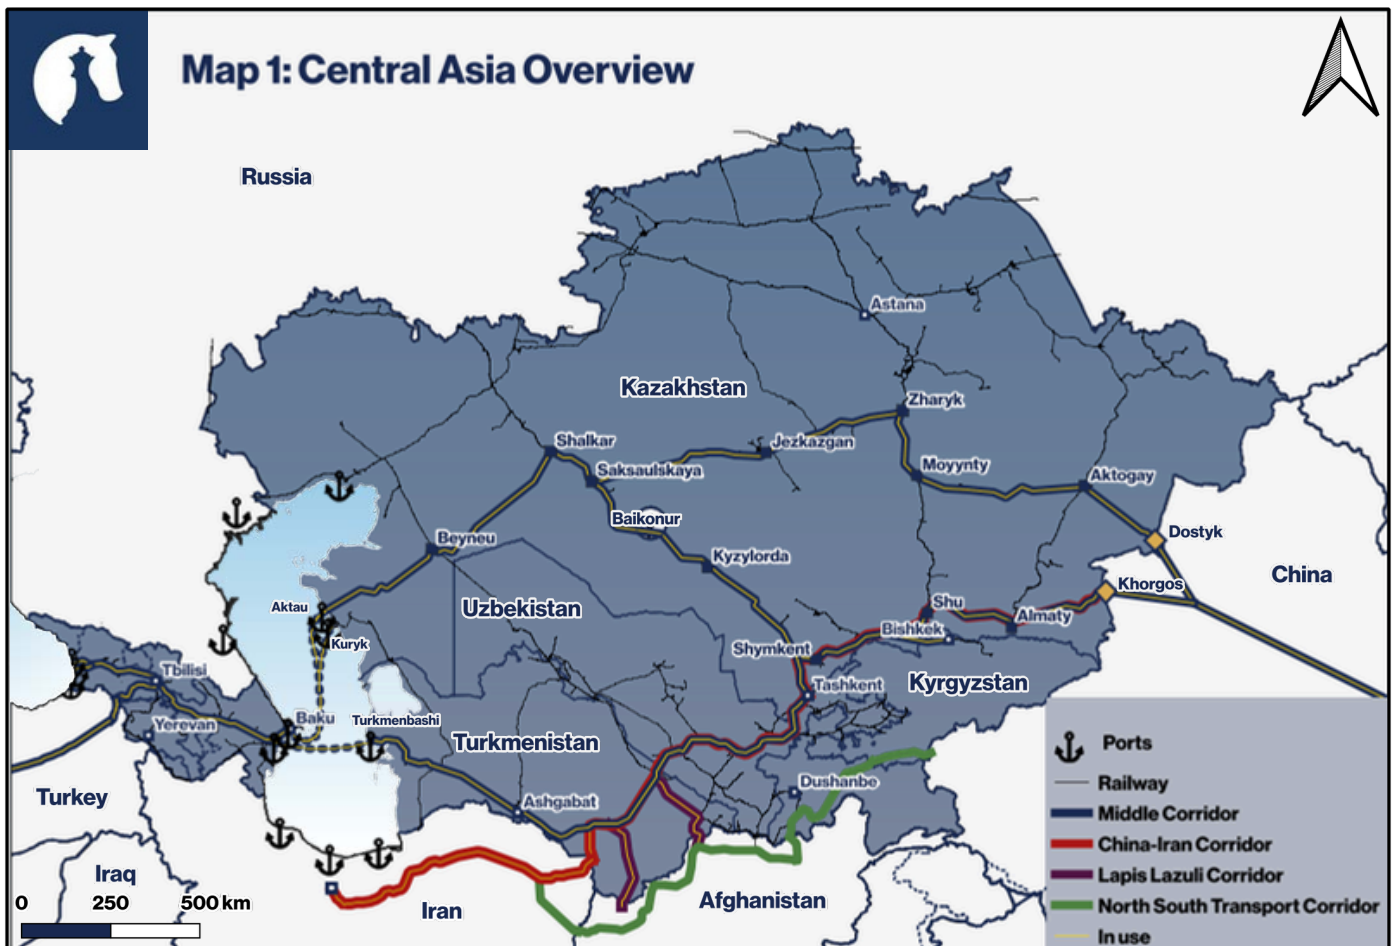 Map 1: Central Asia Overview
Russia
Astana
Kazakhstan
Zharyk
Shalkar
Jezkazgan
Saksaulskaya
Moyynty
Aktogay
Baikonur
Beyneu
Dostyk
Kyzylorda
China
Khorgos
Aktau
Uzbekistan
Shu
Almaty
Kuryk
Bishkek
Shymkent
Tbilisi
Tashkent
Kyrgyzstan
Yerevan
Baku
Turkmenbashi
Turkmenistan
Dushanbe
Turkey
Ashgabat
Iraq
Iran
Afghanistan
0 250 500 km
Ports
Railway
Middle Corridor
China-Iran Corridor
Lapis Lazuli Corridor
North South Transport Corridor
In use